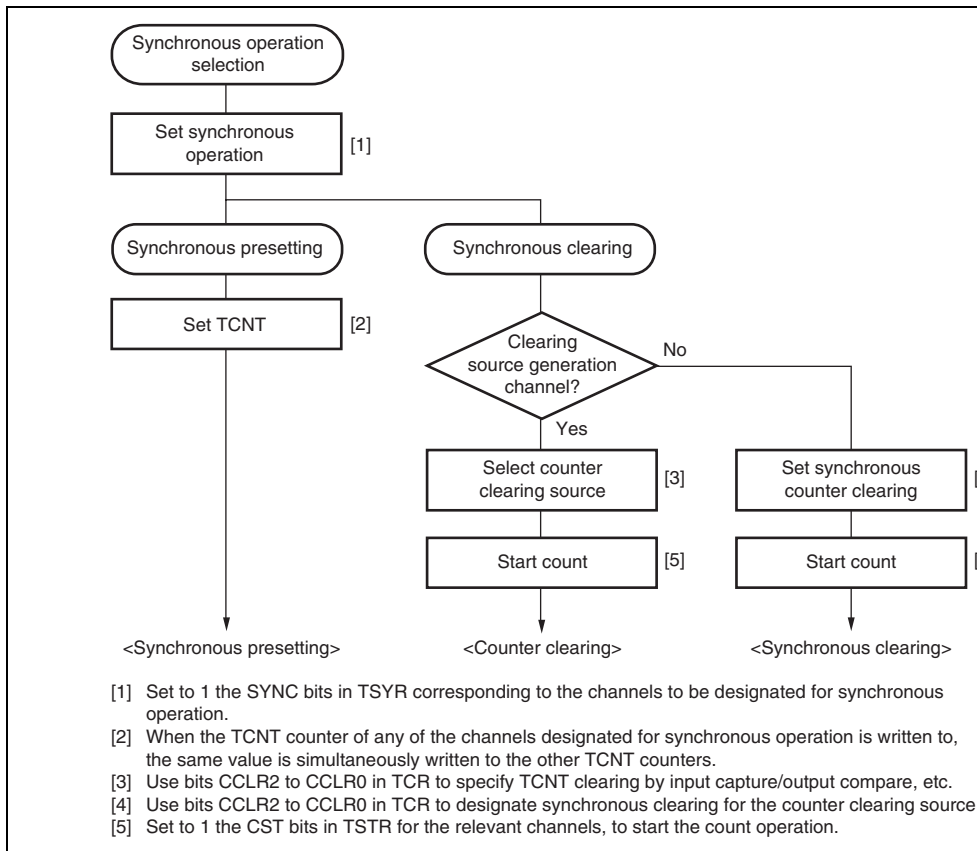 Synchronous operation
selection
Set synchronous
operation
[1]
Synchronous presetting
Synchronous clearing
Set TCNT
[2]
Clearing
source generation
channel?
No
Yes
Select counter
clearing source
[3]
Set synchronous
counter clearing
[
Start count
[5]
Start count
[
<Synchronous presetting>
<Counter clearing>
<Synchronous clearing>
[1] Set to 1 the SYNC bits in TSYR corresponding to the channels to be designated for synchronous
operation.
[2] When the TCNT counter of any of the channels designated for synchronous operation is written to,
the same value is simultaneously written to the other TCNT counters.
[3] Use bits CCLR2 to CCLR0 in TCR to specify TCNT clearing by input capture/output compare, etc.
[4] Use bits CCLR2 to CCLR0 in TCR to designate synchronous clearing for the counter clearing source
[5] Set to 1 the CST bits in TSTR for the relevant channels, to start the count operation.